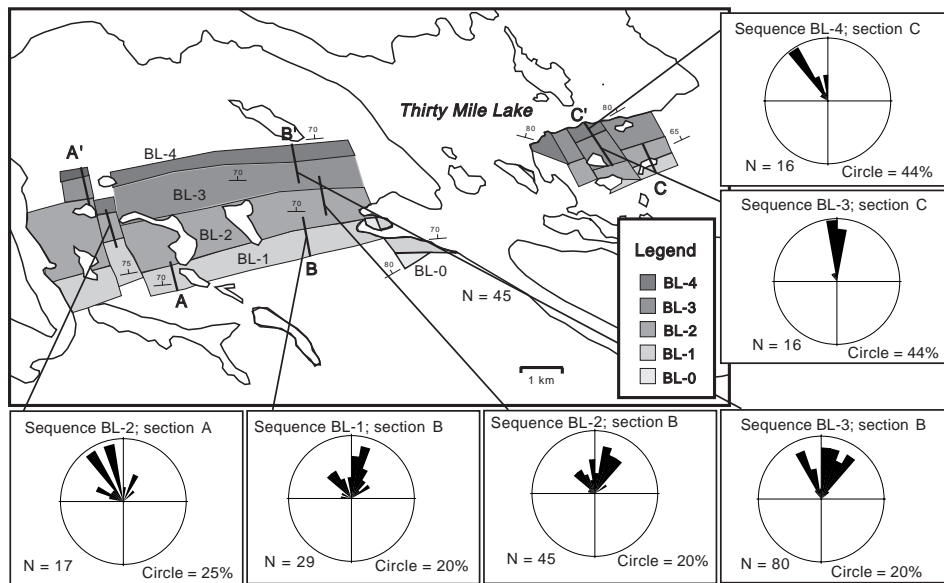 Sequence BL-4; section C
N = 16
Circle = 44%
Thirty Mile Lake
80
80
C'
65
C
70
B'
A'
BL-4
70
BL-3
70
BL-2
BL-1
75
70
A
B
70
80
BL-0
N = 45
1 km
Legend
BL-4
BL-3
BL-2
BL-1
BL-0
Sequence BL-3; section C
N = 16
Circle = 44%
Sequence BL-2; section A
N = 17
Circle = 25%
Sequence BL-1; section B
N = 29
Circle = 20%
Sequence BL-2; section B
N = 45
Circle = 20%
Sequence BL-3; section B
N = 80
Circle = 20%